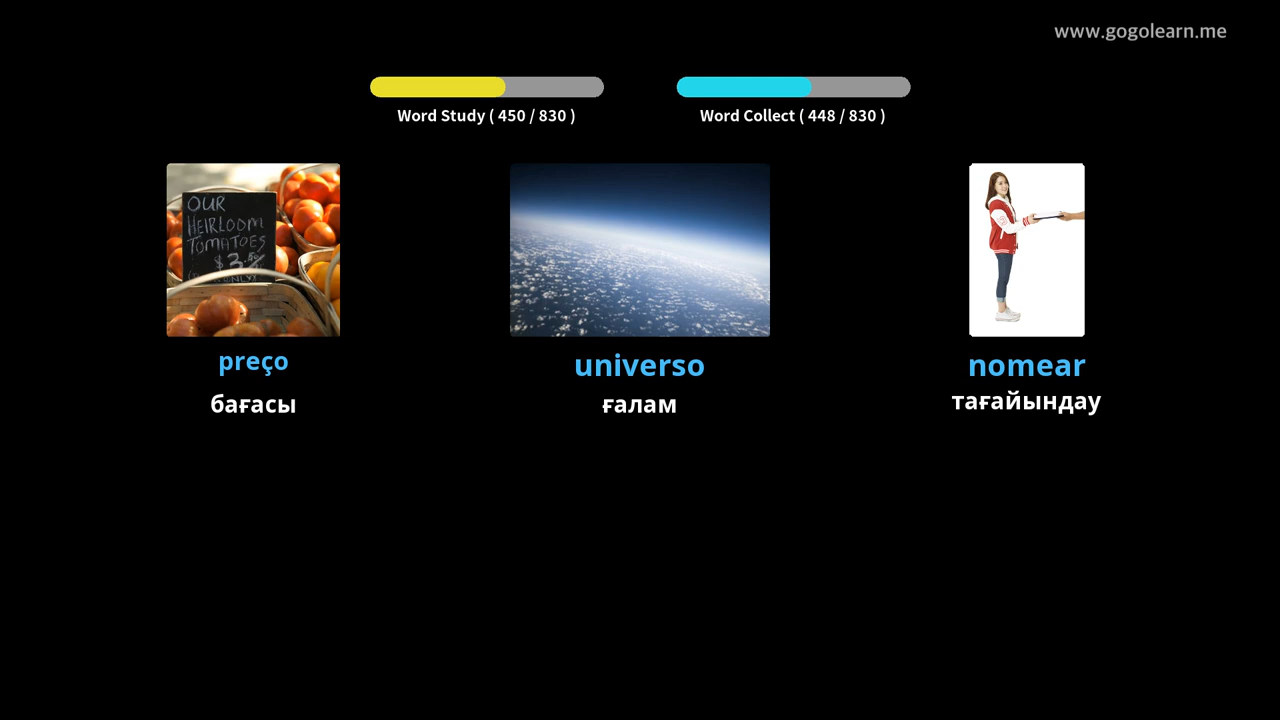 www.gogolearn.me
Word Study ( 450 / 830 )
Word Collect ( 448 / 830 )
OUR
HEIRLOOM
TOMATOES
preço
universo
nomear
бағасы
ғалам
тағайындау